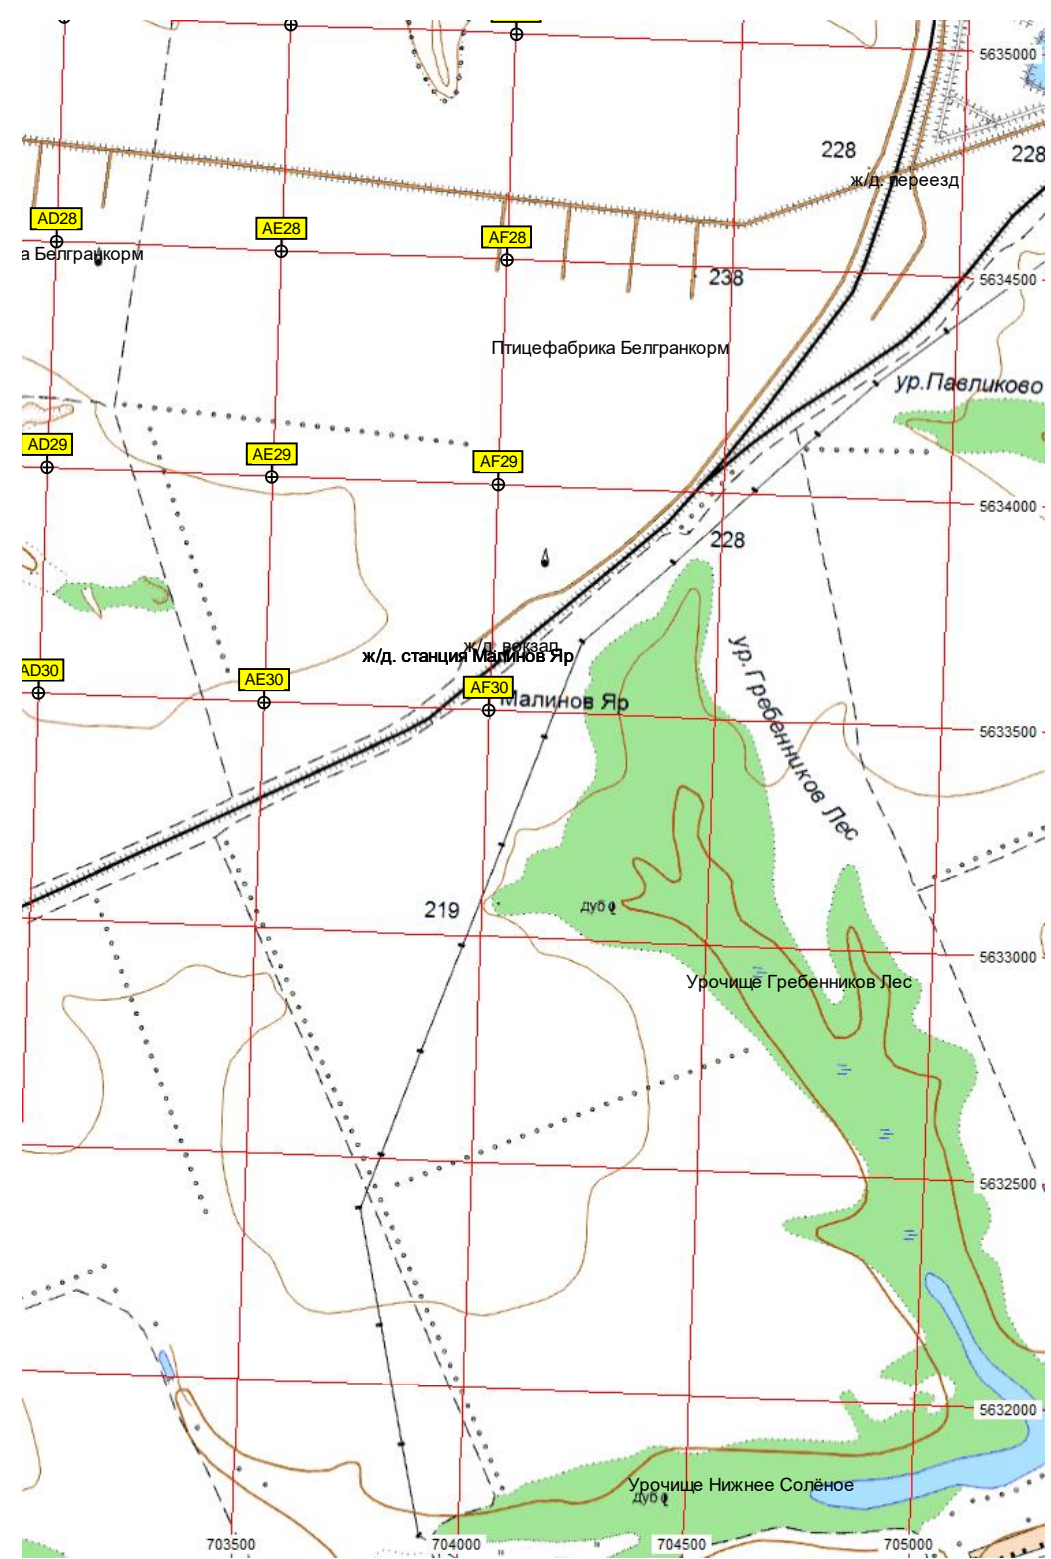 5635000
228
228
ж/д. переезд
AD28
AE28
AF28
а Белгранкорм
238
5634500
Птицефабрика Белгранкорм
ур.Павликово
AD29
AE29
AF29
5634000
228
ж/д. вокзал
ж/д. станция Малинов Яр
ур.Гребенников Лес
AD30
AE30
AF30
Малинов Яр
5633500
219
дуб
5633000
Урочище Гребенников Лес
5632500
5632000
Урочище Нижнее Солёное
дуб
703500
704000
704500
705000